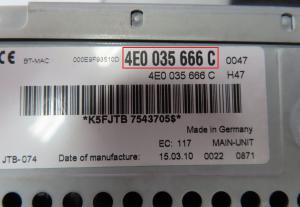 CE BT-MAC: 000E9F93510D 4E0 035 666 C 0047
4E0 035 666 C H47
*K5FJTB 7543705$*
Made in Germany
EC: 117 MAIN-UNIT
JTB-074 Date of manufacture: 15.03.10 0022 0871